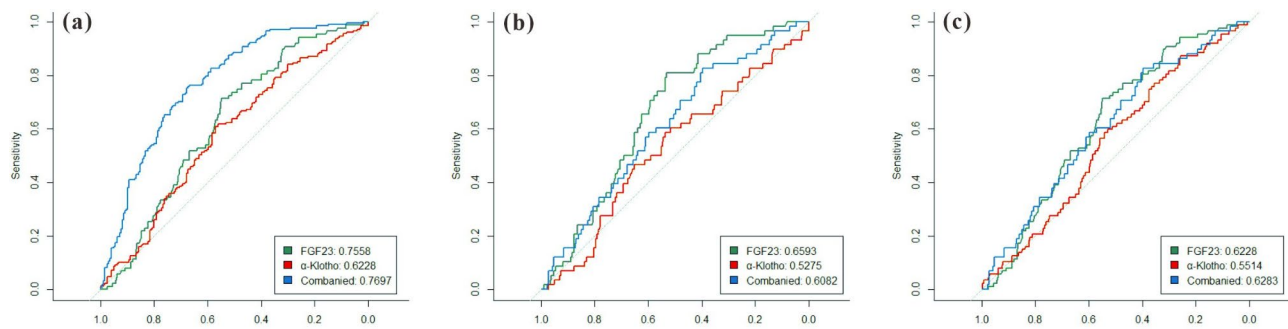 (a)
1.0
0.8
0.6
0.4
0.2
0.0
Sensitivity
FGF23: 0.7558
α-Klotho: 0.6228
Combanied: 0.7697
1.0 0.8 0.6 0.4 0.2 0.0
(b)
1.0
0.8
0.6
0.4
0.2
0.0
Sensitivity
FGF23: 0.6593
α-Klotho: 0.5275
Combanied: 0.6082
1.0 0.8 0.6 0.4 0.2 0.0
(c)
1.0
0.8
0.6
0.4
0.2
0.0
Sensitivity
FGF23: 0.6228
α-Klotho: 0.5514
Combanied: 0.6283
1.0 0.8 0.6 0.4 0.2 0.0